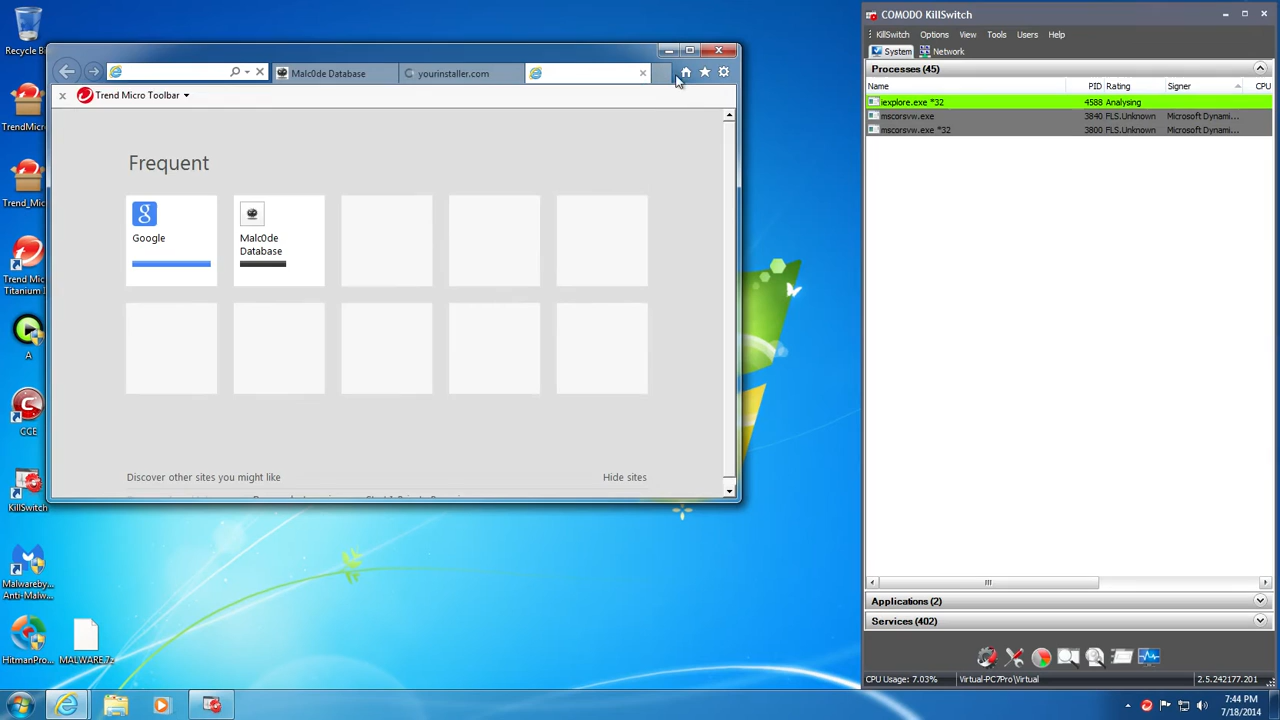 Recycle Bi
TrendMicro
Trend_Micr
Trend Micr
Titanium I
A
CCE
KillSwitch
Malwareby...
Anti-Malw...
HitmanPro...
MALWARE.7z
Malc0de Database
yourinstaller.com
Trend Micro Toolbar
Frequent
Google
Malc0de
Database
Discover other sites you might like
Hide sites
COMODO KillSwitch
KillSwitch Options View Tools Users Help
System Network
Processes (45)
Name PID Rating Signer CPU
iexplore.exe *32 4588 Analysing
mscorsvw.exe 3840 FLS.Unknown Microsoft Dynami...
mscorsvw.exe *32 3800 FLS.Unknown Microsoft Dynami...
Applications (2)
Services (402)
CPU Usage: 7.03% Virtual-PC7Pro\Virtual 2.5.242177.201
7:44 PM
7/18/2014